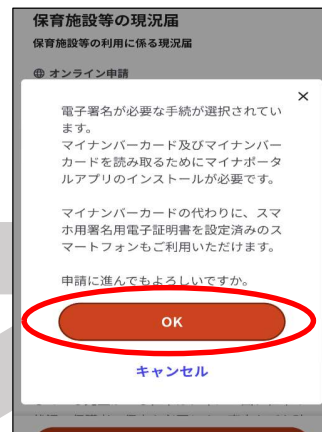 保育施設等の現況届
保育施設等の利用に係る現況届
オンライン申請
電子署名が必要な手続が選択されてい
ます。
マイナンバーカード及びマイナンバー
カードを読み取るためにマイナポータ
ルアプリのインストールが必要です。
マイナンバーカードの代わりに、スマ
ホ用署名用電子証明書を設定済みのス
マートフォンもご利用いただけます。
申請に進んでもよろしいですか。
OK
キャンセル